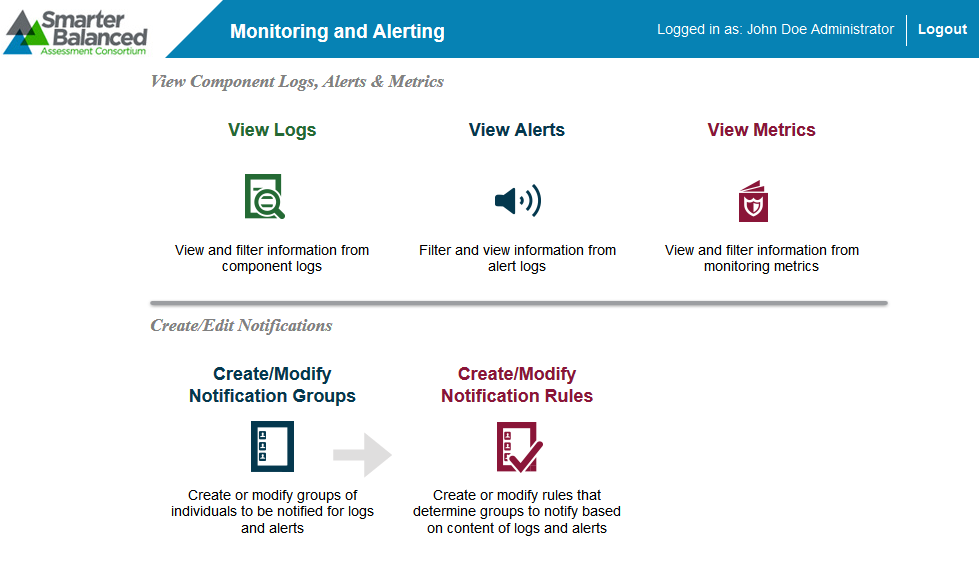 Smarter
Balanced
Assessment Consortium
Monitoring and Alerting
Logged in as: John Doe Administrator
Logout
View Component Logs, Alerts & Metrics
View Logs
View and filter information from
component logs
View Alerts
Filter and view information from
alert logs
View Metrics
View and filter information from
monitoring metrics
Create/Edit Notifications
Create/Modify
Notification Groups
Create or modify groups of
individuals to be notified for logs
and alerts
Create/Modify
Notification Rules
Create or modify rules that
determine groups to notify based
on content of logs and alerts